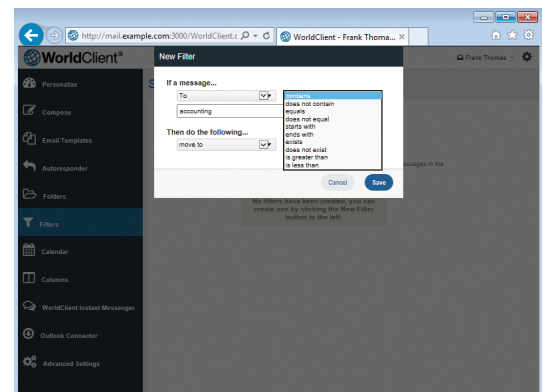 http://mail.example.com:3000/WorldClient.c
WorldClient - Frank Thoma...
WorldClient®
New Filter
Frank Thomas
Personalize
If a message...
To
contains
does not contain
equals
does not equal
starts with
ends with
exists
does not exist
is greater than
is less than
accounting
Compose
Then do the following...
move to
Email Templates
Autoresponder
messages in the
Cancel
Save
Folders
No filters have been created, you can
create one by clicking the New Filter
button to the left.
Filters
Calendar
Columns
WorldClient Instant Messenger
Outlook Connector
Advanced Settings